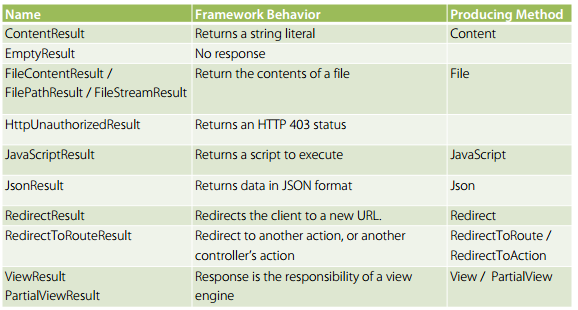 Name Framework Behavior Producing Method
ContentResult Returns a string literal Content
EmptyResult No response
FileContentResult / Return the contents of a file File
FilePathResult / FileStreamResult
HttpUnauthorizedResult Returns an HTTP 403 status
JavaScriptResult Returns a script to execute JavaScript
JsonResult Returns data in JSON format Json
RedirectResult Redirects the client to a new URL. Redirect
RedirectToRouteResult Redirect to another action, or another RedirectToRoute /
controller's action RedirectToAction
ViewResult Response is the responsibility of a view View / PartialView
PartialViewResult engine